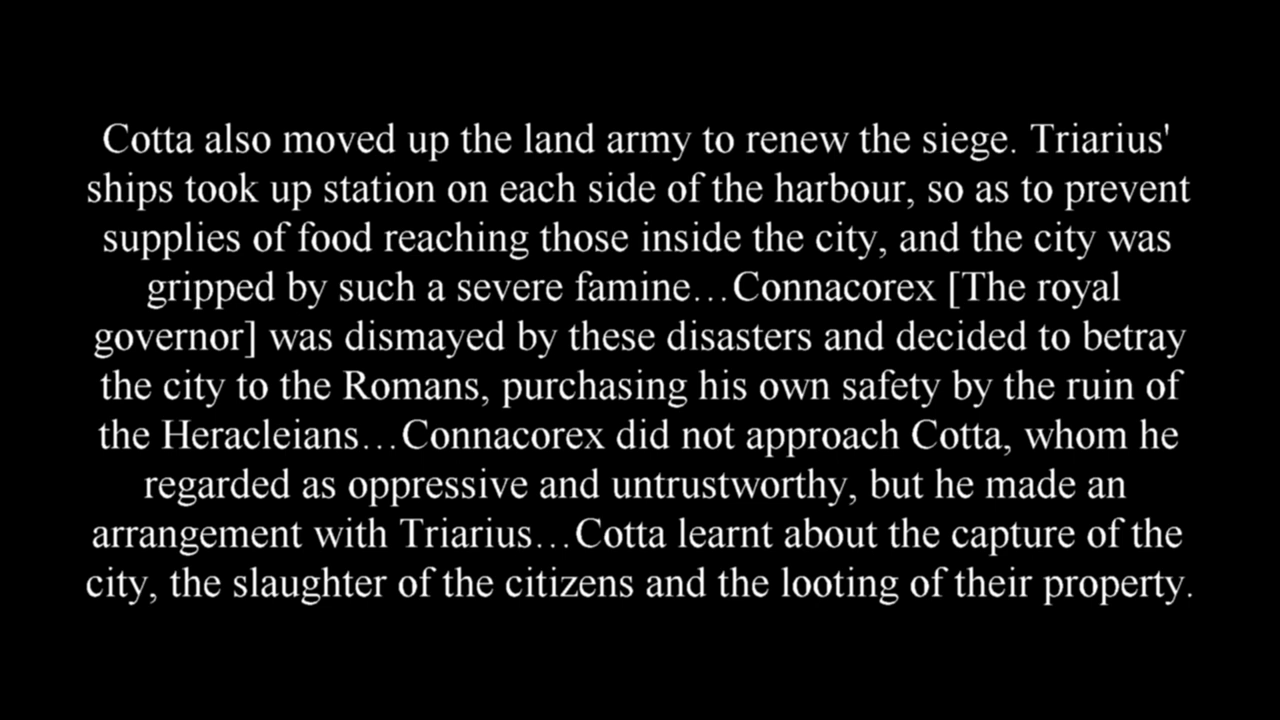 Cotta also moved up the land army to renew the siege. Triarius'
ships took up station on each side of the harbour, so as to prevent
supplies of food reaching those inside the city, and the city was
gripped by such a severe famine…Connacorex [The royal
governor] was dismayed by these disasters and decided to betray
the city to the Romans, purchasing his own safety by the ruin of
the Heracleians…Connacorex did not approach Cotta, whom he
regarded as oppressive and untrustworthy, but he made an
arrangement with Triarius…Cotta learnt about the capture of the
city, the slaughter of the citizens and the looting of their property.